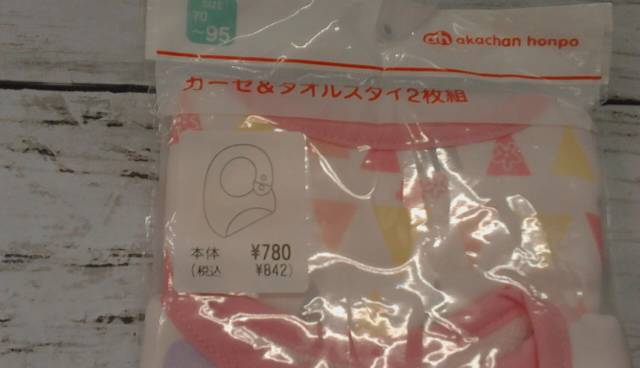 SIZE
70
~95
akachan honpo
ガーゼ&タオルスタイ2枚組
本体 ¥780
(税込 ¥842)